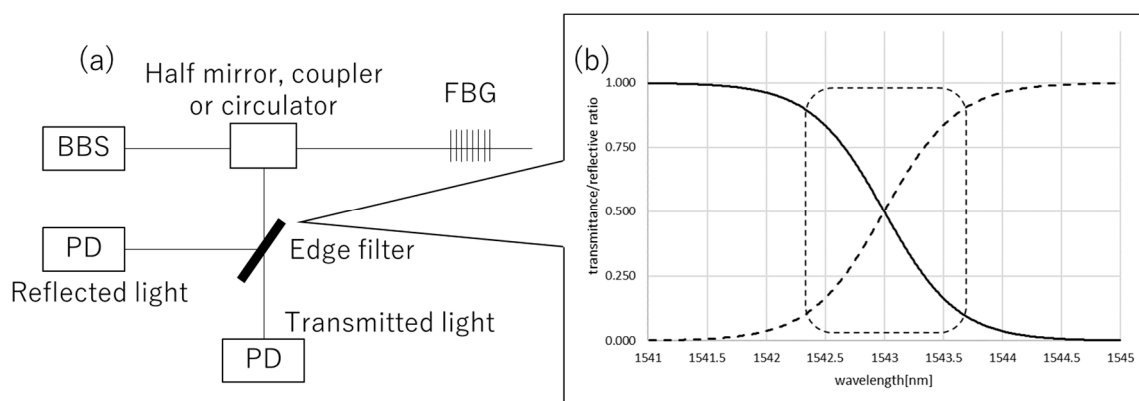 (a)
Half mirror, coupler
or circulator
FBG
BBS
PD
Edge filter
Reflected light
Transmitted light
PD
(b)
transmittance/reflective ratio
1.000
0.750
0.500
0.250
0.000
1541 1541.5 1542 1542.5 1543 1543.5 1544 1544.5 1545
wavelength[nm]